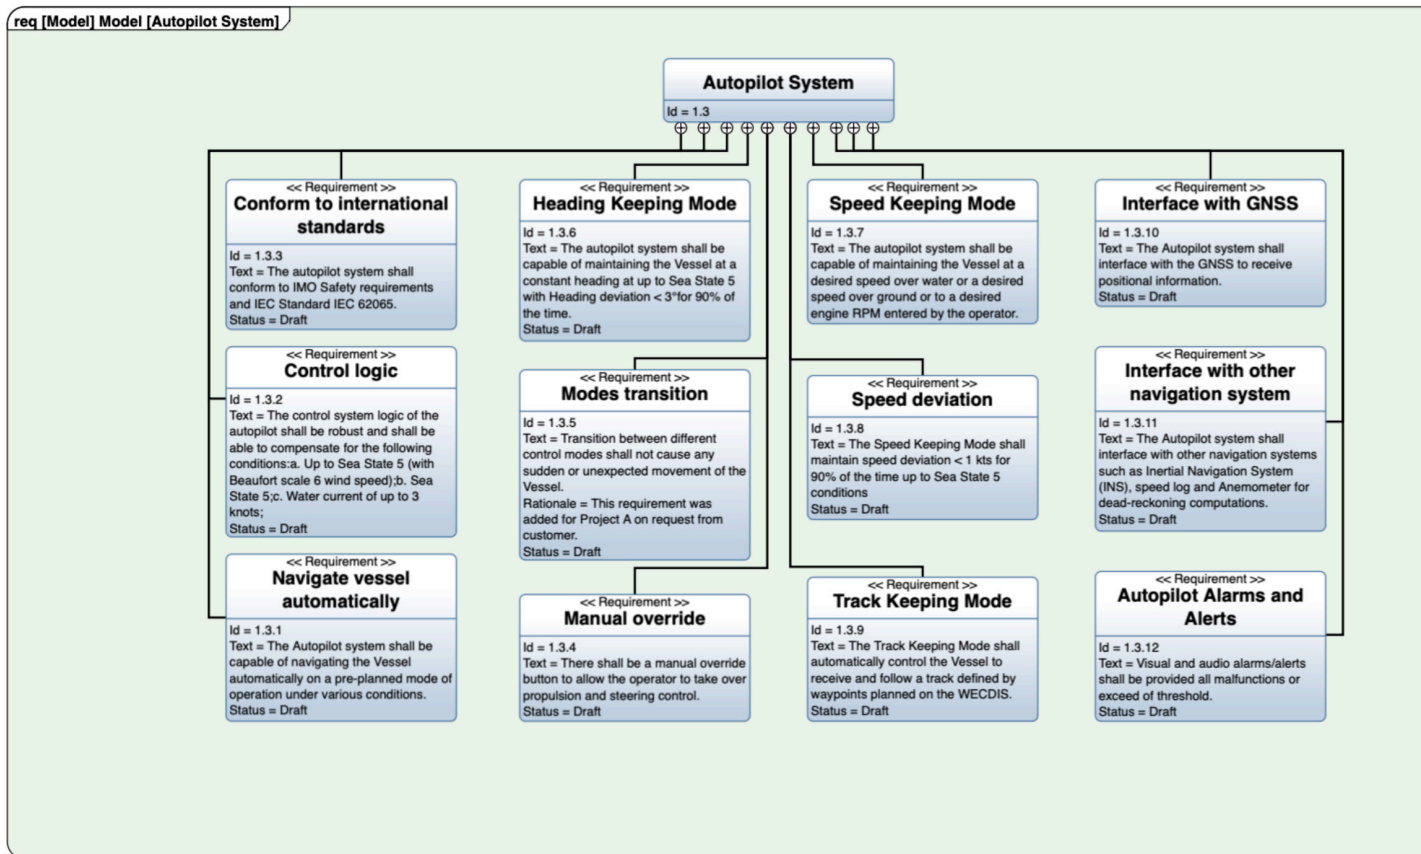 req [Model] Model [Autopilot System]
Autopilot System
Id = 1.3
<< Requirement >>
Conform to international
standards
Id = 1.3.3
Text = The autopilot system shall
conform to IMO Safety requirements
and IEC Standard IEC 62065.
Status = Draft
<< Requirement >>
Control logic
Id = 1.3.2
Text = The control system logic of the
autopilot shall be robust and shall be
able to compensate for the following
conditions:a. Up to Sea State 5 (with
Beaufort scale 6 wind speed);b. Sea
State 5;c. Water current of up to 3
knots;
Status = Draft
<< Requirement >>
Navigate vessel
automatically
Id = 1.3.1
Text = The Autopilot system shall be
capable of navigating the Vessel
automatically on a pre-planned mode of
operation under various conditions.
Status = Draft
<< Requirement >>
Heading Keeping Mode
Id = 1.3.6
Text = The autopilot system shall be
capable of maintaining the Vessel at a
constant heading at up to Sea State 5
with Heading deviation < 3°for 90% of
the time.
Status = Draft
<< Requirement >>
Modes transition
Id = 1.3.5
Text = Transition between different
control modes shall not cause any
sudden or unexpected movement of the
Vessel.
Rationale = This requirement was
added for Project A on request from
customer.
Status = Draft
<< Requirement >>
Manual override
Id = 1.3.4
Text = There shall be a manual override
button to allow the operator to take over
propulsion and steering control.
Status = Draft
<< Requirement >>
Speed Keeping Mode
Id = 1.3.7
Text = The autopilot system shall be
capable of maintaining the Vessel at a
desired speed over water or a desired
speed over ground or to a desired
engine RPM entered by the operator.
<< Requirement >>
Speed deviation
Id = 1.3.8
Text = The Speed Keeping Mode shall
maintain speed deviation < 1 kts for
90% of the time up to Sea State 5
conditions
Status = Draft
<< Requirement >>
Track Keeping Mode
Id = 1.3.9
Text = The Track Keeping Mode shall
automatically control the Vessel to
receive and follow a track defined by
waypoints planned on the WECDIS.
Status = Draft
<< Requirement >>
Interface with GNSS
Id = 1.3.10
Text = The Autopilot system shall
interface with the GNSS to receive
positional information.
Status = Draft
<< Requirement >>
Interface with other
navigation system
Id = 1.3.11
Text = The Autopilot system shall
interface with other navigation systems
such as Inertial Navigation System
(INS), speed log and Anemometer for
dead-reckoning computations.
Status = Draft
<< Requirement >>
Autopilot Alarms and
Alerts
Id = 1.3.12
Text = Visual and audio alarms/alerts
shall be provided all malfunctions or
exceed of threshold.
Status = Draft